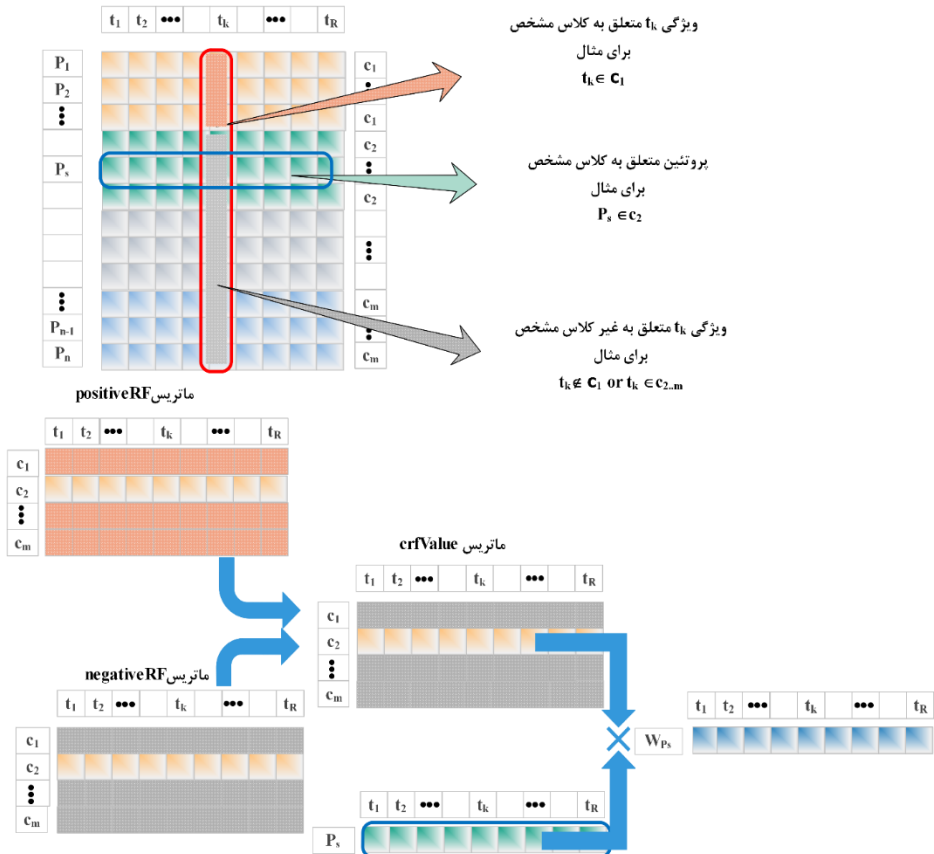 t1 t2 ••• tk ••• tR
P1 c1
P2
c1
c2
Ps
c2
cm
Pn-1
Pn cm
ویژگی tk متعلق به کلاس مشخص
برای مثال
tk ∈ c1
پروتئین متعلق به کلاس مشخص
برای مثال
Ps ∈ c2
ویژگی tk متعلق به غیر کلاس مشخص
برای مثال
tk ∉ c1 or tk ∈ c2..m
ماتریس positiveRF
t1 t2 ••• tk ••• tR
c1
c2
cm
ماتریس crfValue
t1 t2 ••• tk ••• tR
c1
c2
cm
ماتریس negativeRF
t1 t2 ••• tk ••• tR
c1
c2
cm
t1 t2 ••• tk ••• tR
WPs
t1 t2 ••• tk ••• tR
Ps